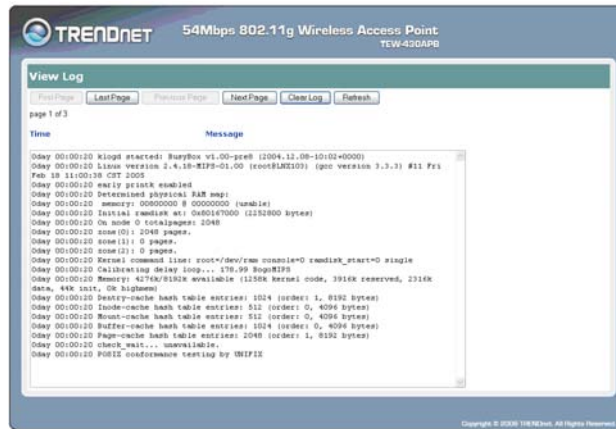 TRENDNET
54Mbps 802.11g Wireless Access Point
TEW-430APB
View Log
First Page Last Page Previous Page Next Page Clear Log Refresh
page 1 of 3
Time Message
0day 00:00:20 klogd started: BusyBox v1.00-pre8 (2004.12.08-10:02+0000)
0day 00:00:20 Linux version 2.4.18-MIPS-01.00 (root@LNX103) (gcc version 3.3.3) #11 Fri
Feb 18 11:00:38 CST 2005
0day 00:00:20 early printk enabled
0day 00:00:20 Determined physical RAM map:
0day 00:00:20 memory: 00800000 @ 00000000 (usable)
0day 00:00:20 Initial ramdisk at: 0x80167000 (2252800 bytes)
0day 00:00:20 On node 0 totalpages: 2048
0day 00:00:20 zone(0): 2048 pages.
0day 00:00:20 zone(1): 0 pages.
0day 00:00:20 zone(2): 0 pages.
0day 00:00:20 Kernel command line: root=/dev/ram console=0 ramdisk_start=0 single
0day 00:00:20 Calibrating delay loop... 178.99 BogoMIPS
0day 00:00:20 Memory: 4276k/8192k available (1258k kernel code, 3916k reserved, 2316k
data, 44k init, 0k highmem)
0day 00:00:20 Dentry-cache hash table entries: 1024 (order: 1, 8192 bytes)
0day 00:00:20 Inode-cache hash table entries: 512 (order: 0, 4096 bytes)
0day 00:00:20 Mount-cache hash table entries: 512 (order: 0, 4096 bytes)
0day 00:00:20 Buffer-cache hash table entries: 1024 (order: 0, 4096 bytes)
0day 00:00:20 Page-cache hash table entries: 2048 (order: 1, 8192 bytes)
0day 00:00:20 check_wait... unavailable.
0day 00:00:20 POSIX conformance testing by UNIFIX
Copyright © 2006 TRENDnet. All Rights Reserved